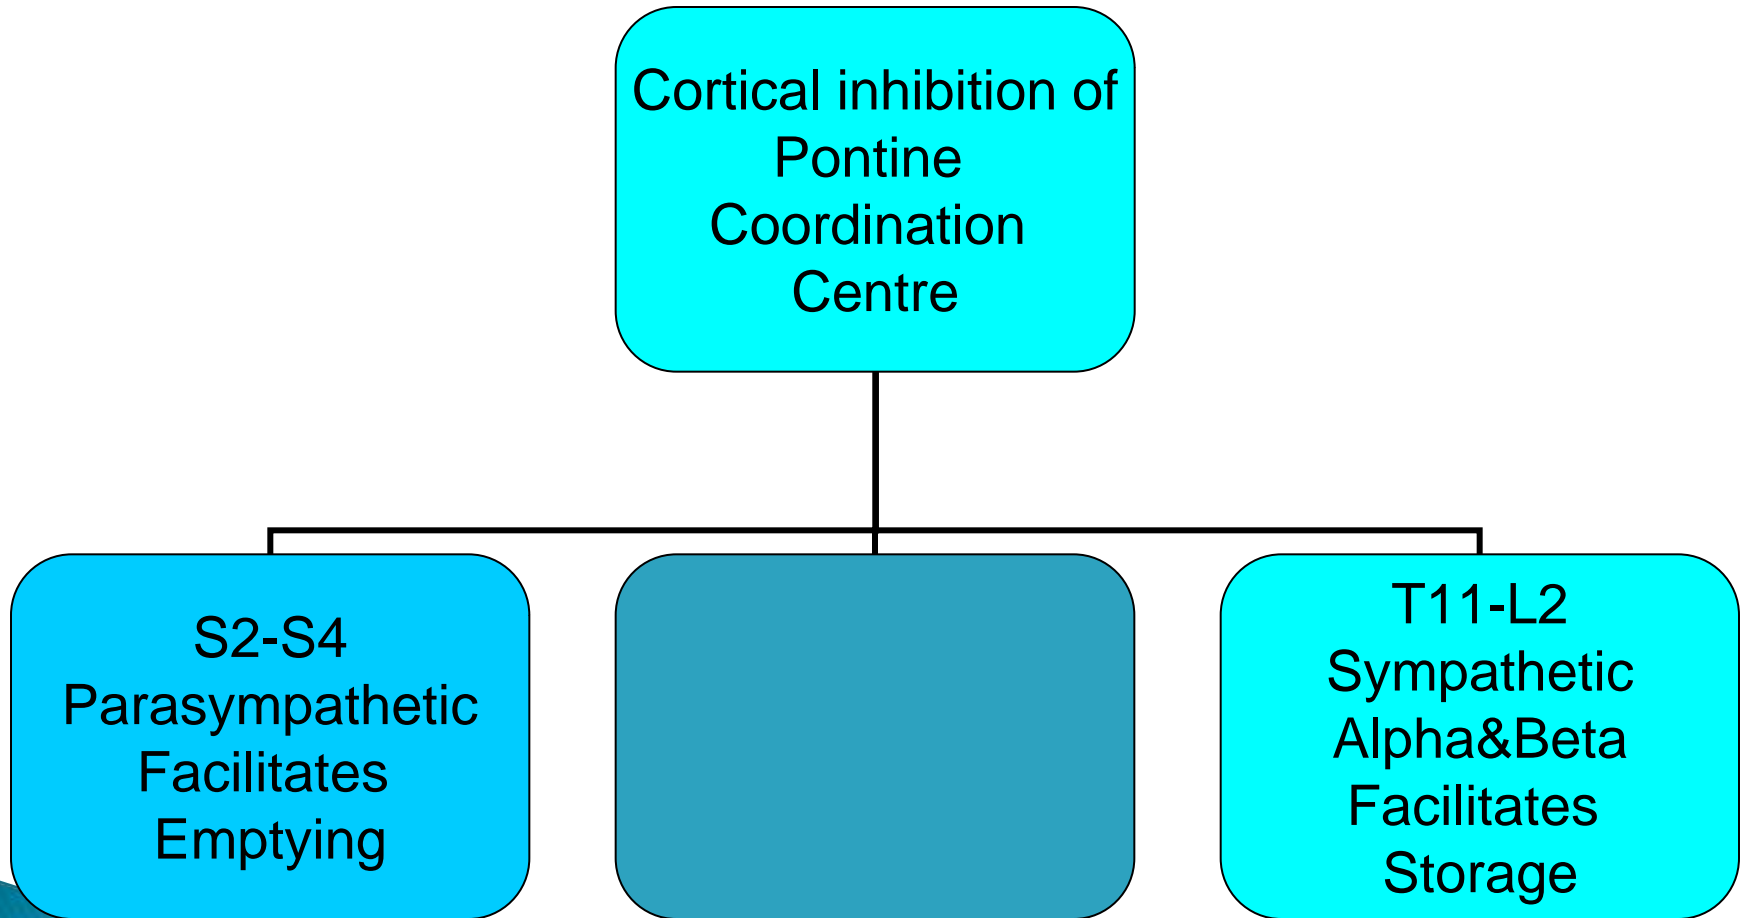 Cortical inhibition of
Pontine
Coordination
Centre
S2-S4
Parasympathetic
Facilitates
Emptying
T11-L2
Sympathetic
Alpha&Beta
Facilitates
Storage